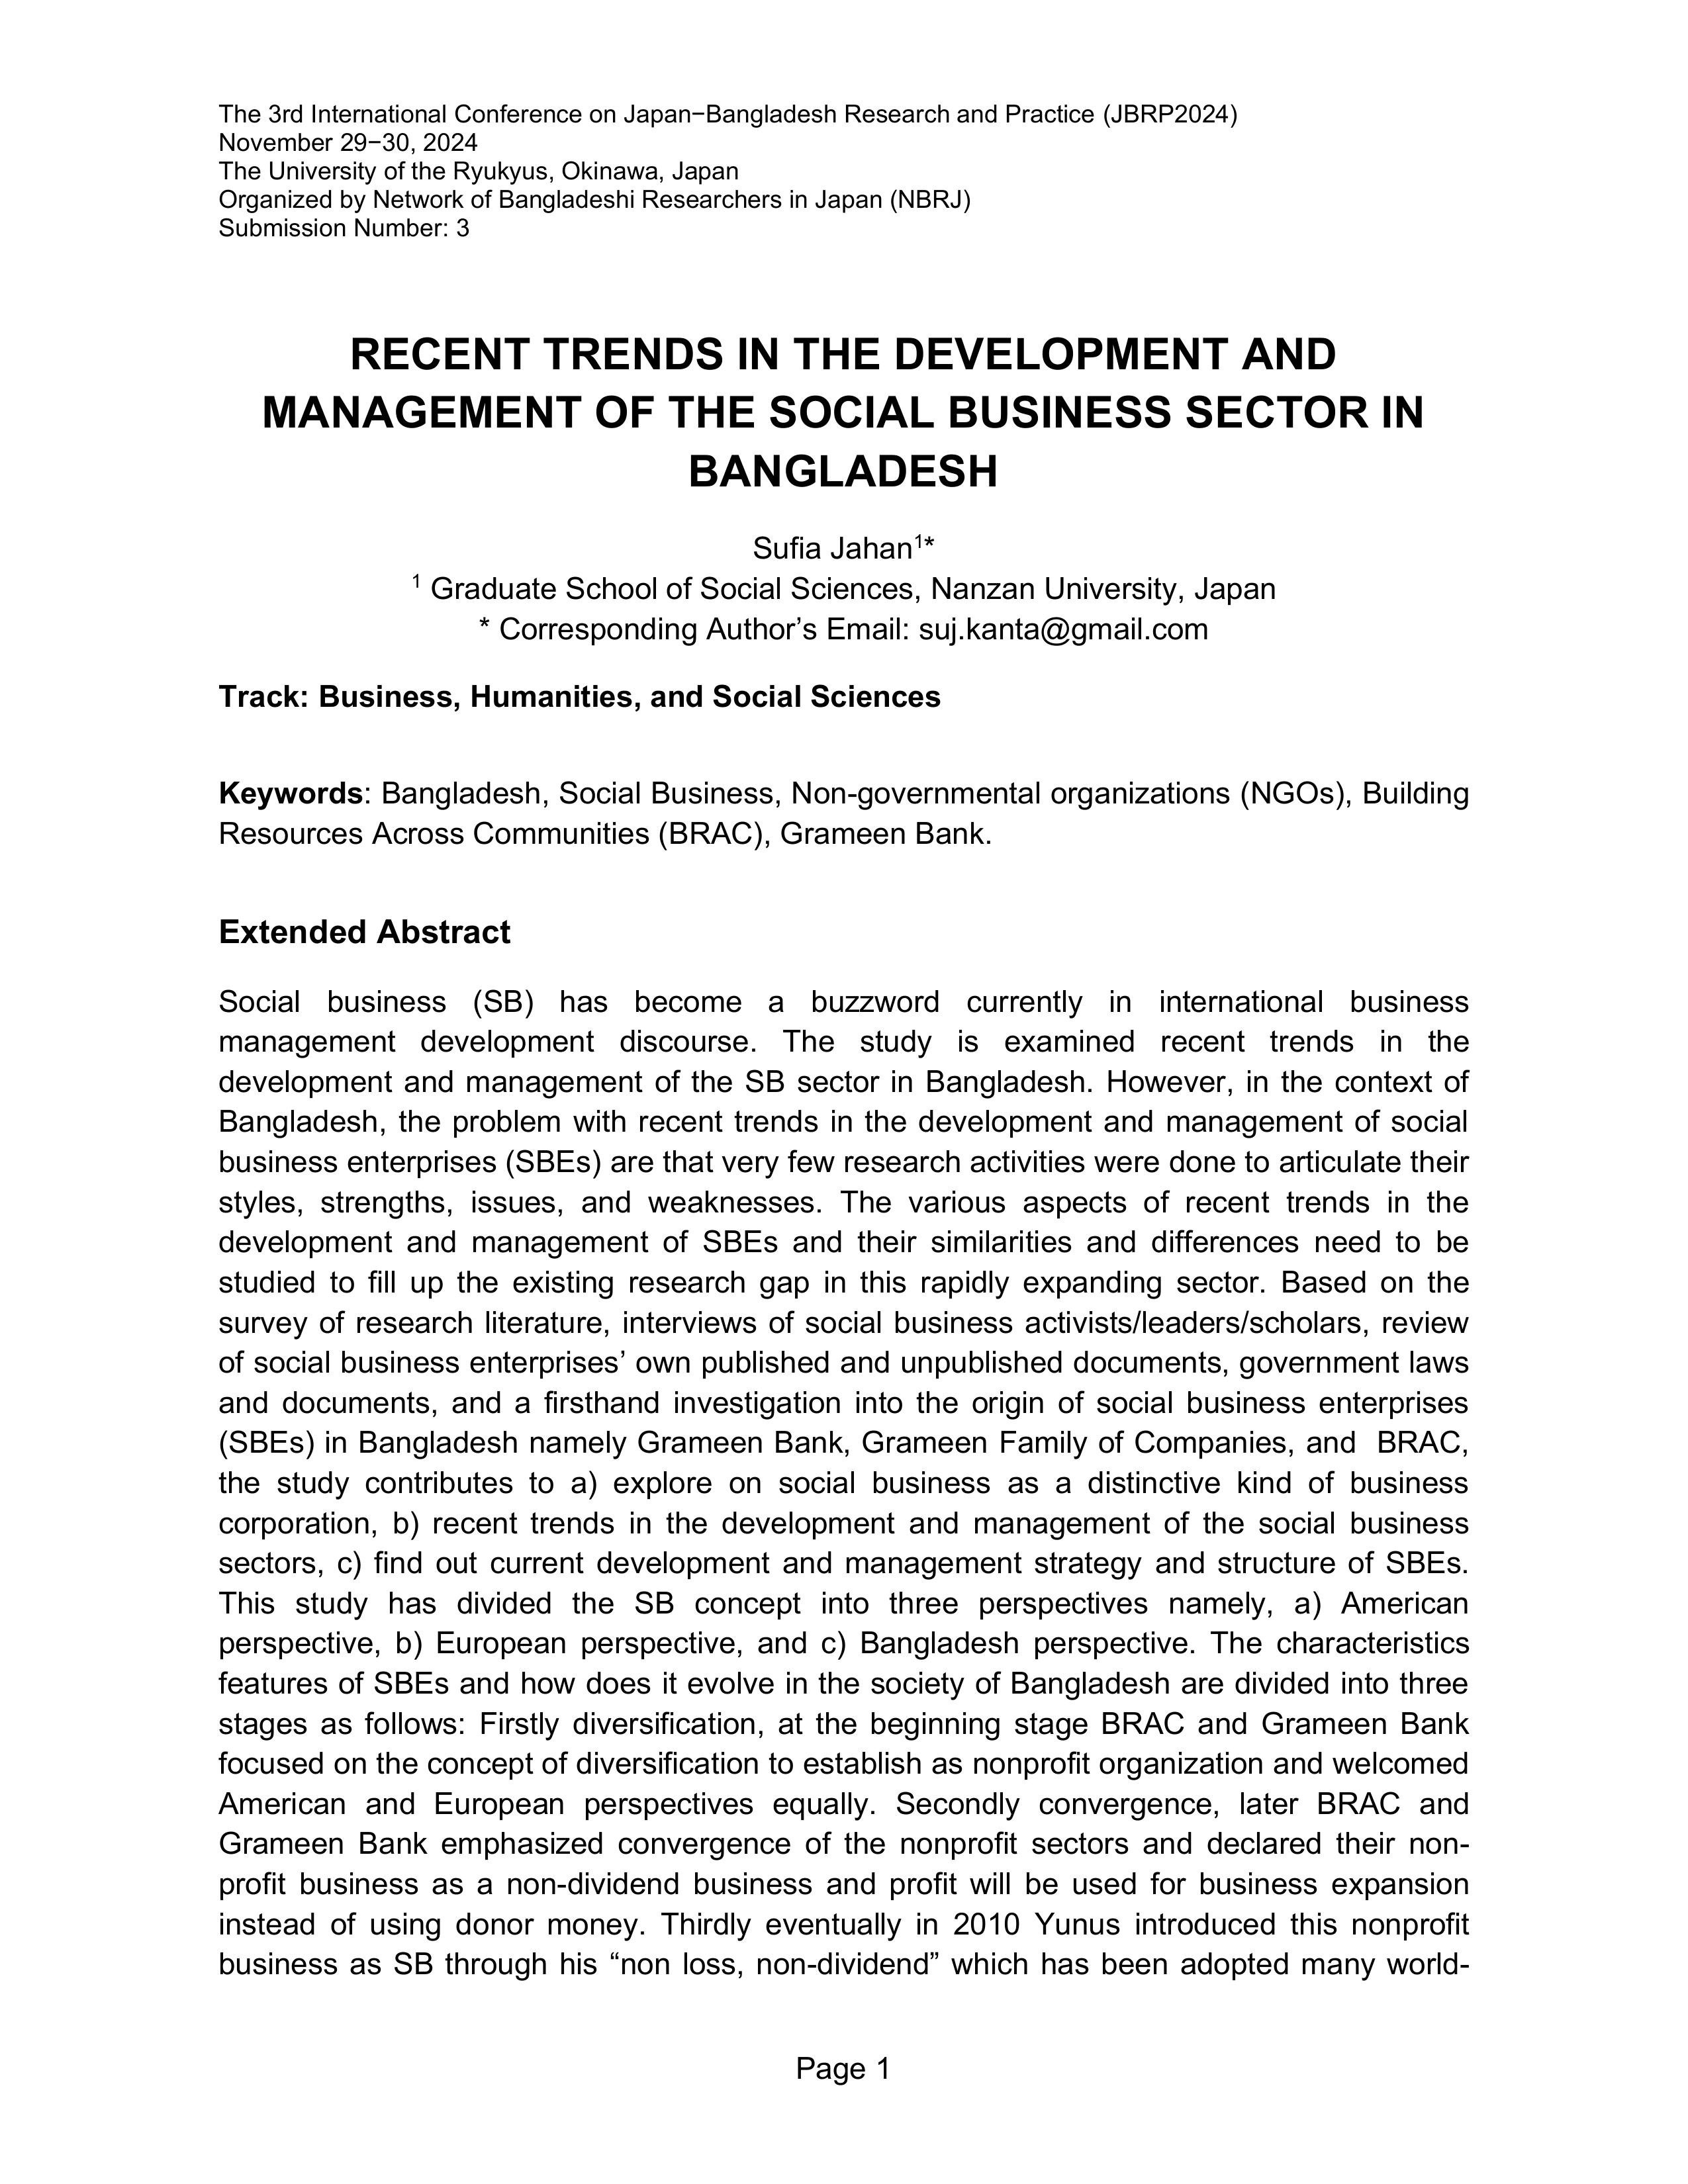 The 3rd International Conference on Japan−Bangladesh Research and Practice (JBRP2024)
November 29−30, 2024
The University of the Ryukyus, Okinawa, Japan
Organized by Network of Bangladeshi Researchers in Japan (NBRJ)
Submission Number: 3
RECENT TRENDS IN THE DEVELOPMENT AND
MANAGEMENT OF THE SOCIAL BUSINESS SECTOR IN
BANGLADESH
Sufia Jahan1*
1 Graduate School of Social Sciences, Nanzan University, Japan
* Corresponding Author’s Email: suj.kanta@gmail.com
Track: Business, Humanities, and Social Sciences
Keywords: Bangladesh, Social Business, Non-governmental organizations (NGOs), Building
Resources Across Communities (BRAC), Grameen Bank.
Extended Abstract
Social business (SB) has become a buzzword currently in international business
management development discourse. The study is examined recent trends in the
development and management of the SB sector in Bangladesh. However, in the context of
Bangladesh, the problem with recent trends in the development and management of social
business enterprises (SBEs) are that very few research activities were done to articulate their
styles, strengths, issues, and weaknesses. The various aspects of recent trends in the
development and management of SBEs and their similarities and differences need to be
studied to fill up the existing research gap in this rapidly expanding sector. Based on the
survey of research literature, interviews of social business activists/leaders/scholars, review
of social business enterprises’ own published and unpublished documents, government laws
and documents, and a firsthand investigation into the origin of social business enterprises
(SBEs) in Bangladesh namely Grameen Bank, Grameen Family of Companies, and BRAC,
the study contributes to a) explore on social business as a distinctive kind of business
corporation, b) recent trends in the development and management of the social business
sectors, c) find out current development and management strategy and structure of SBEs.
This study has divided the SB concept into three perspectives namely, a) American
perspective, b) European perspective, and c) Bangladesh perspective. The characteristics
features of SBEs and how does it evolve in the society of Bangladesh are divided into three
stages as follows: Firstly diversification, at the beginning stage BRAC and Grameen Bank
focused on the concept of diversification to establish as nonprofit organization and welcomed
American and European perspectives equally. Secondly convergence, later BRAC and
Grameen Bank emphasized convergence of the nonprofit sectors and declared their non-
profit business as a non-dividend business and profit will be used for business expansion
instead of using donor money. Thirdly eventually in 2010 Yunus introduced this nonprofit
business as SB through his “non loss, non-dividend” which has been adopted many world-
Page 1